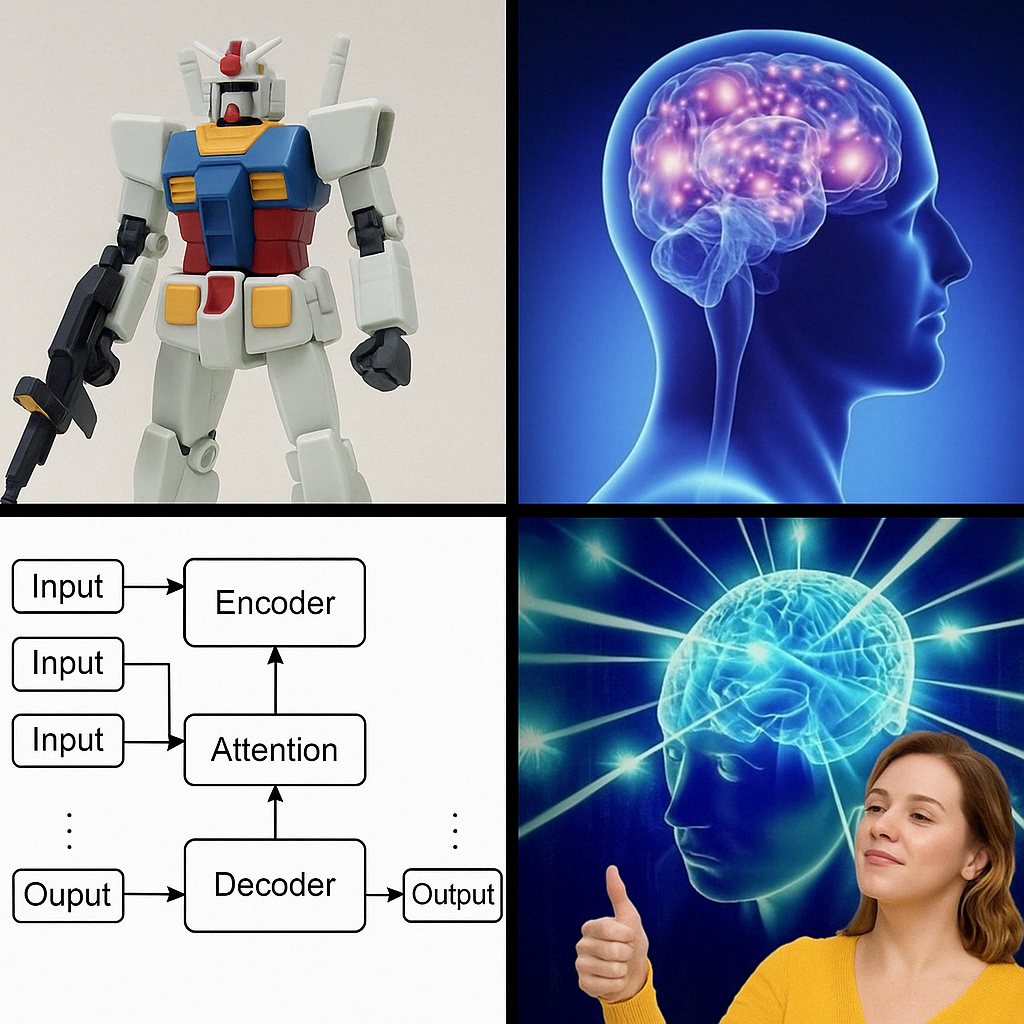 Input
Encoder
Input
Input
Attention
Ouput
Decoder
Output